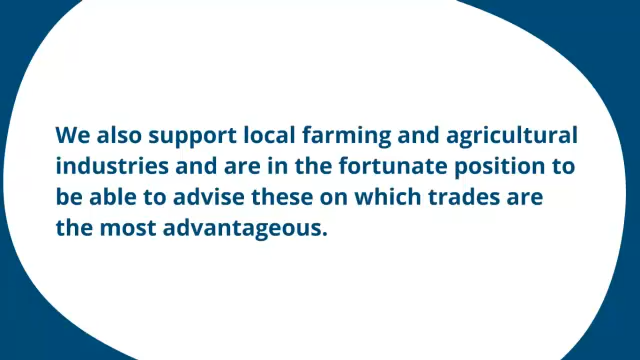 We also support local farming and agricultural
industries and are in the fortunate position to
be able to advise these on which trades are
the most advantageous.